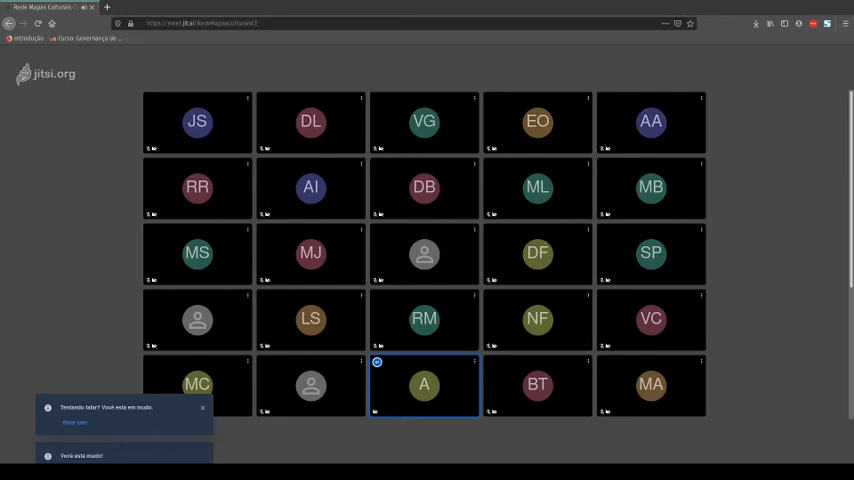 Rede Mapas Culturais C
https://meet.jit.si/RedeMapasCulturaisCE
Introdução
Curso: Governança de ...
jitsi.org
JS DL VG EO AA
RR AI DB ML MB
MS MJ DF SP
LS RM NF VC
MC A BT MA
Tentando falar? Você está em mudo.
Ativar som
Você está mudo!